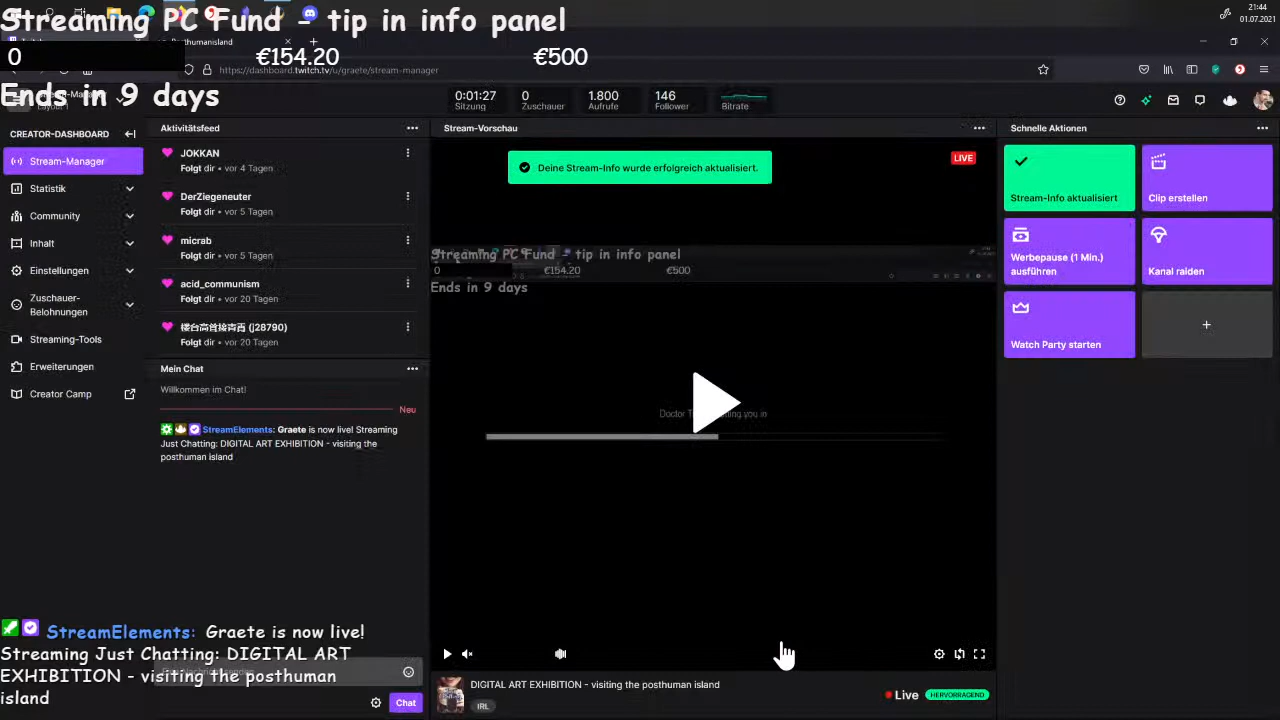 21:44
01.07.2021
Streaming PC Fund - tip in info panel
0 €154.20 €500
Ends in 9 days
https://dashboard.twitch.tv/u/graete/stream-manager
0:01:27
Sitzung
0
Zuschauer
1.800
Aufrufe
146
Follower
Bitrate
CREATOR-DASHBOARD
Stream-Manager
Statistik
Community
Inhalt
Einstellungen
Zuschauer-
Belohnungen
Streaming-Tools
Erweiterungen
Creator Camp
Aktivitätsfeed
JOKKAN
Folgt dir • vor 4 Tagen
DerZiegeneuter
Folgt dir • vor 5 Tagen
micrab
Folgt dir • vor 5 Tagen
acid_communism
Folgt dir • vor 20 Tagen
(j28790)
Folgt dir • vor 20 Tagen
Mein Chat
Willkommen im Chat!
Neu
StreamElements: Graete is now live! Streaming
Just Chatting: DIGITAL ART EXHIBITION - visiting the
posthuman island
Chat
StreamElements: Graete is now live!
Streaming Just Chatting: DIGITAL ART
EXHIBITION - visiting the posthuman
island
Stream-Vorschau
Deine Stream-Info wurde erfolgreich aktualisiert.
LIVE
Streaming PC Fund - tip in info panel
0 €154.20 €500
Ends in 9 days
DIGITAL ART EXHIBITION - visiting the posthuman island
IRL
Live
HERVORRAGEND
Schnelle Aktionen
Stream-Info aktualisiert
Clip erstellen
Werbepause (1 Min.)
ausführen
Kanal raiden
Watch Party starten